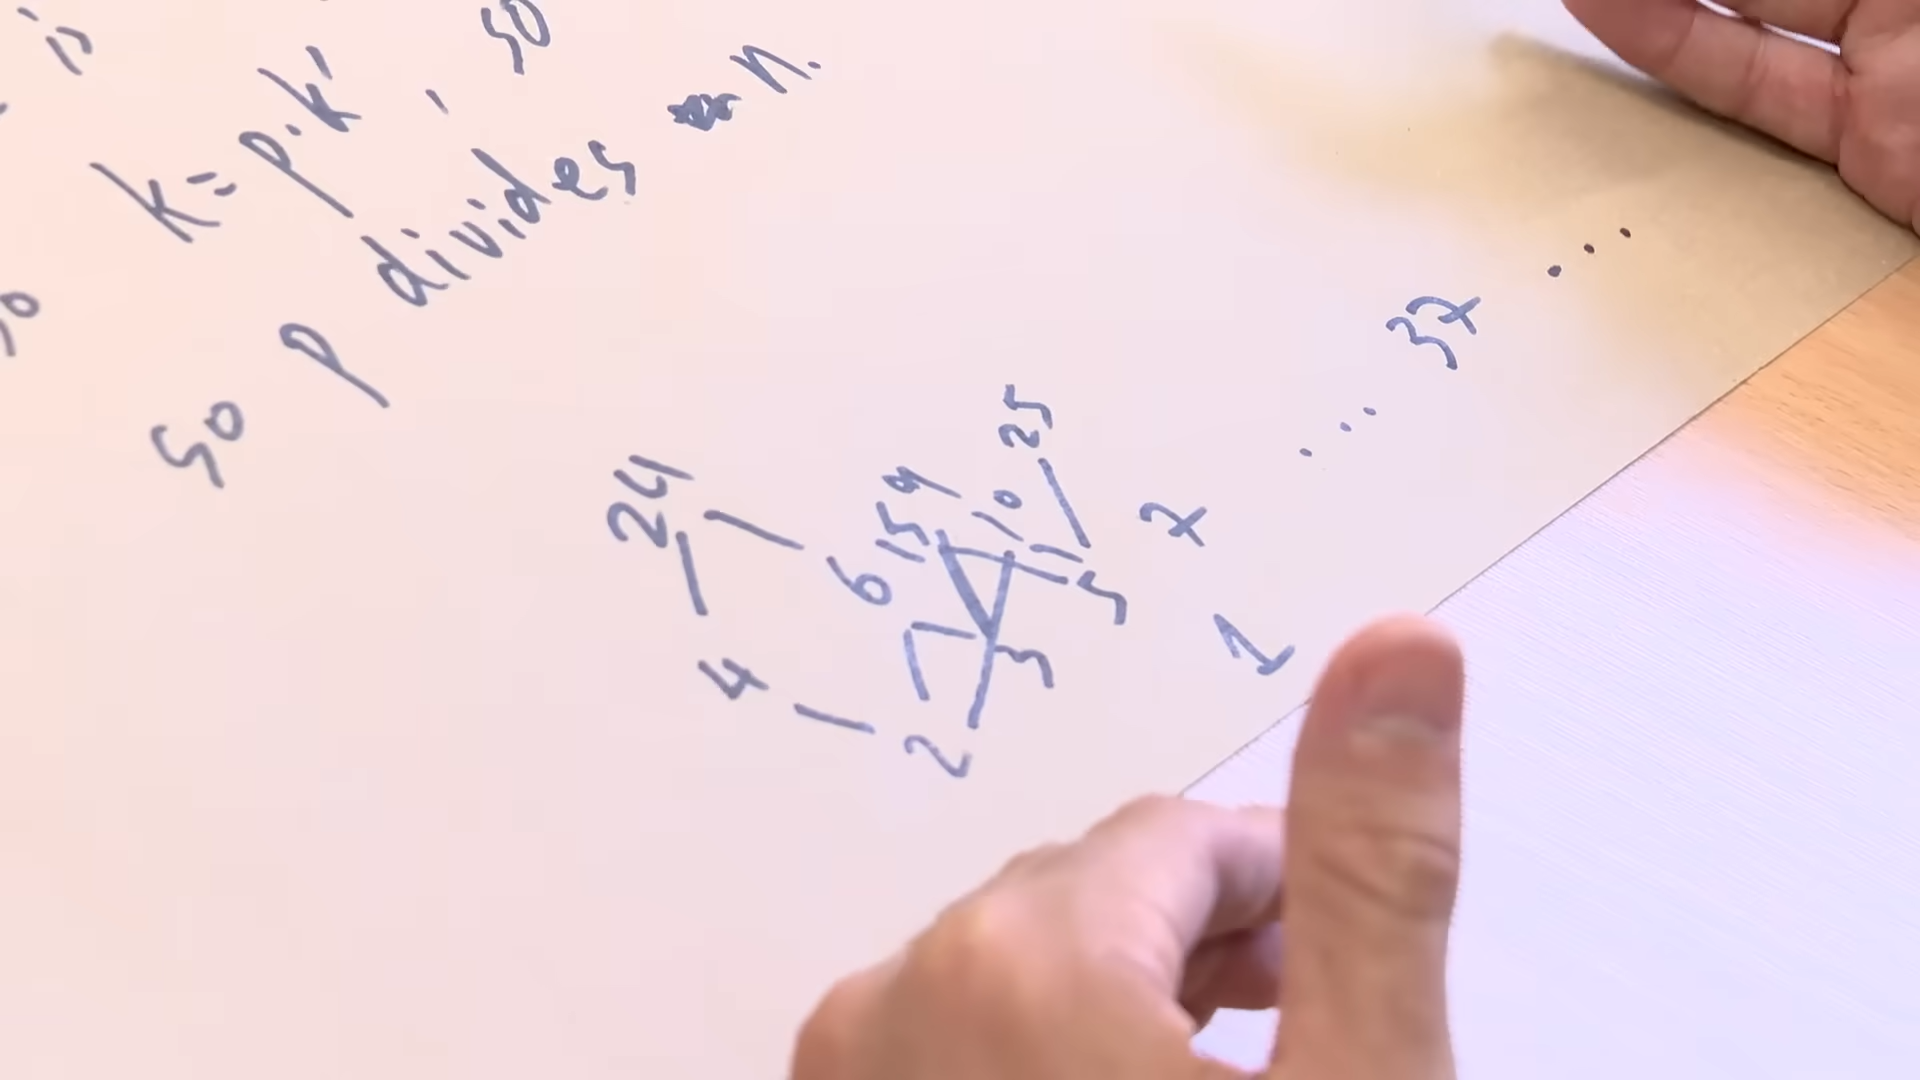 is
k = p·k', so
so p divides n.
25
24 9 10 ... 37 ...
6 15 5 7
4 3 1
2